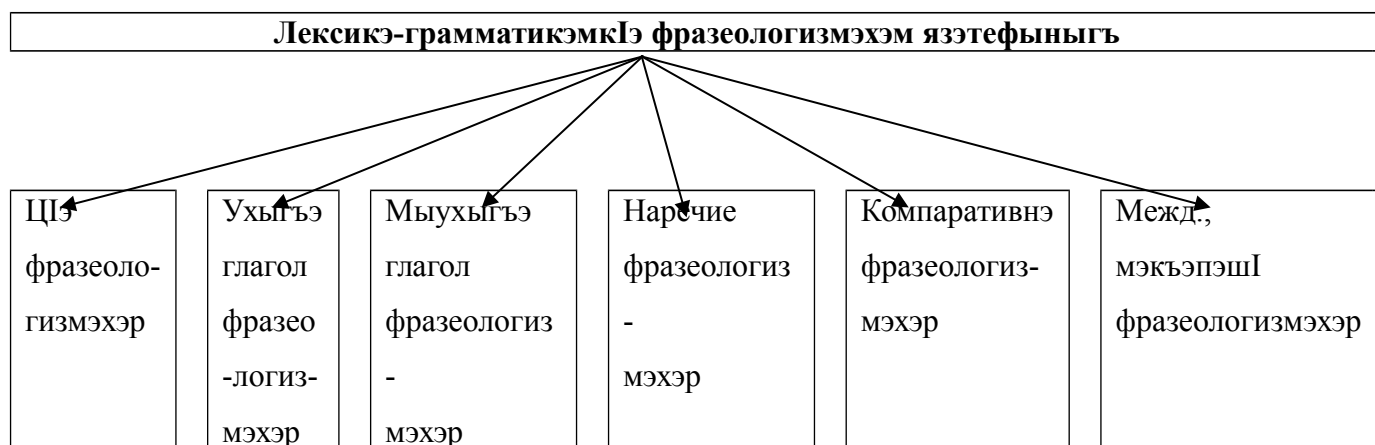 Лексикэ-грамматикэмкIэ фразеологизмэхэм язэтефыныгъ
ЦIэ
фразеоло-
гизмэхэр
Ухыгъэ
глагол
фразео
-логиз-
мэхэр
Мыухыгъэ
глагол
фразеологиз
-
мэхэр
Наречие
фразеологиз
-
мэхэр
Компаративнэ
фразеологиз-
мэхэр
Межд.,
мэкъэпэшI
фразеологизмэхэр